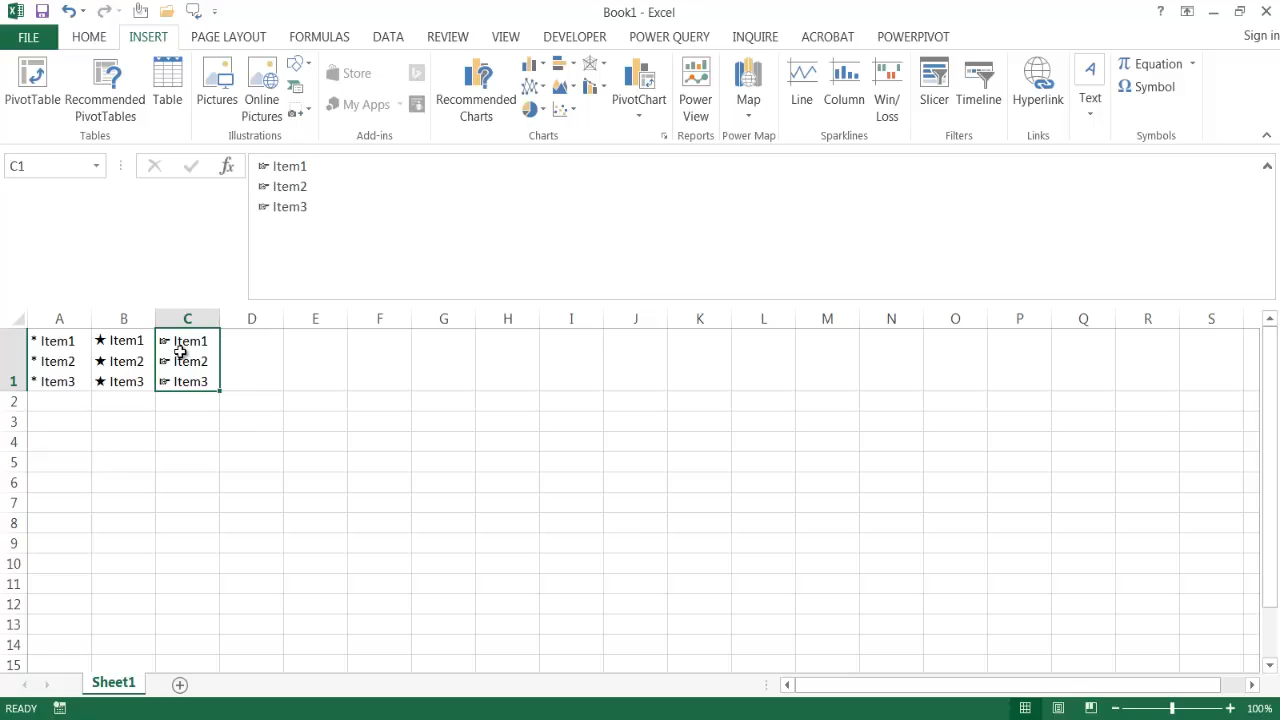 Book1 - Excel
? 
Sign in
FILE HOME INSERT PAGE LAYOUT FORMULAS DATA REVIEW VIEW DEVELOPER POWER QUERY INQUIRE ACROBAT POWERPIVOT
PivotTable
Recommended PivotTables
Table
Tables
Pictures
Online Pictures
Illustrations
Store
My Apps
Add-ins
Recommended Charts
PivotChart
Charts
Power View
Reports
Map
Power Map
Line
Column
Win/Loss
Sparklines
Slicer
Timeline
Filters
Hyperlink
Links
A
Text
π Equation
Ω Symbol
Symbols
C1
fx
☞ Item1
☞ Item2
☞ Item3
A B C D E F G H I J K L M N O P Q R S
* Item1 ★ Item1 ☞ Item1
* Item2 ★ Item2 ☞ Item2
1 * Item3 ★ Item3 ☞ Item3
2
3
4
5
6
7
8
9
10
11
12
13
14
15
Sheet1
READY
100%